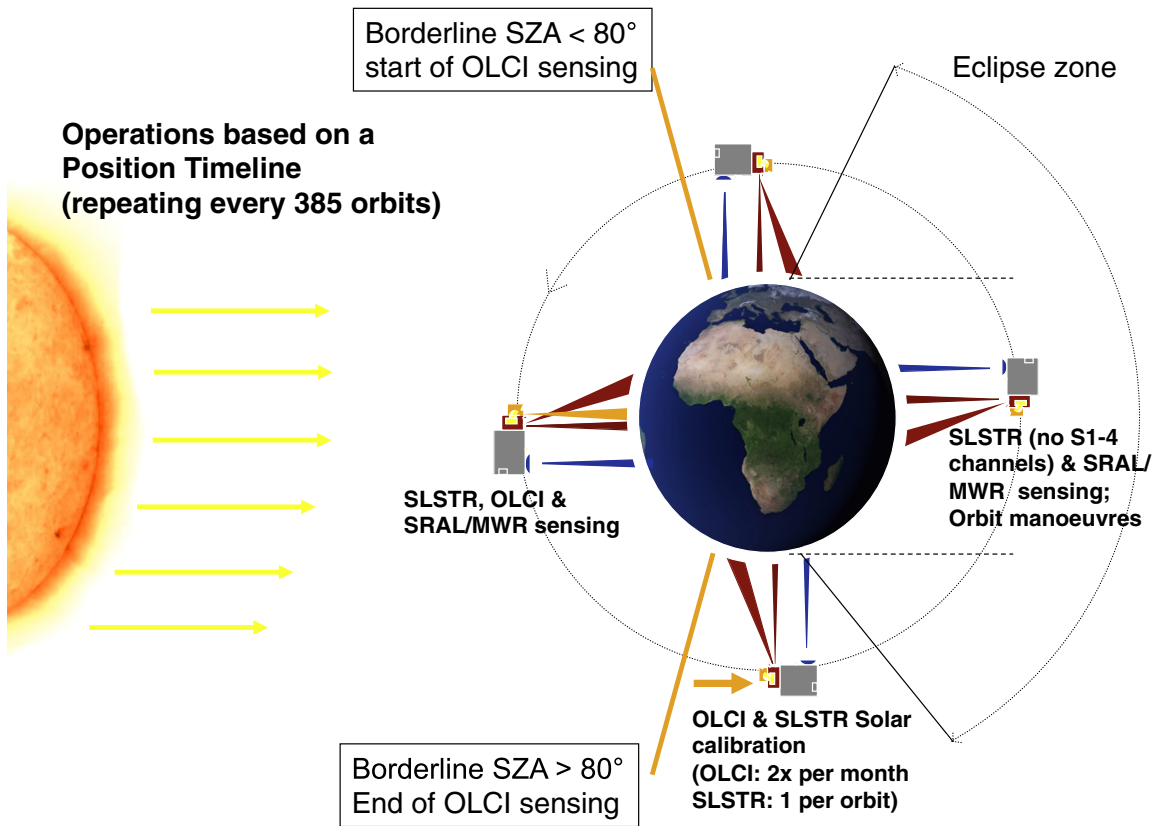 Borderline SZA < 80°
start of OLCI sensing
Eclipse zone
Operations based on a
Position Timeline
(repeating every 385 orbits)
SLSTR, OLCI &
SRAL/MWR sensing
SLSTR (no S1-4
channels) & SRAL/
MWR sensing;
Orbit manoeuvres
OLCI & SLSTR Solar
calibration
(OLCI: 2x per month
SLSTR: 1 per orbit)
Borderline SZA > 80°
End of OLCI sensing